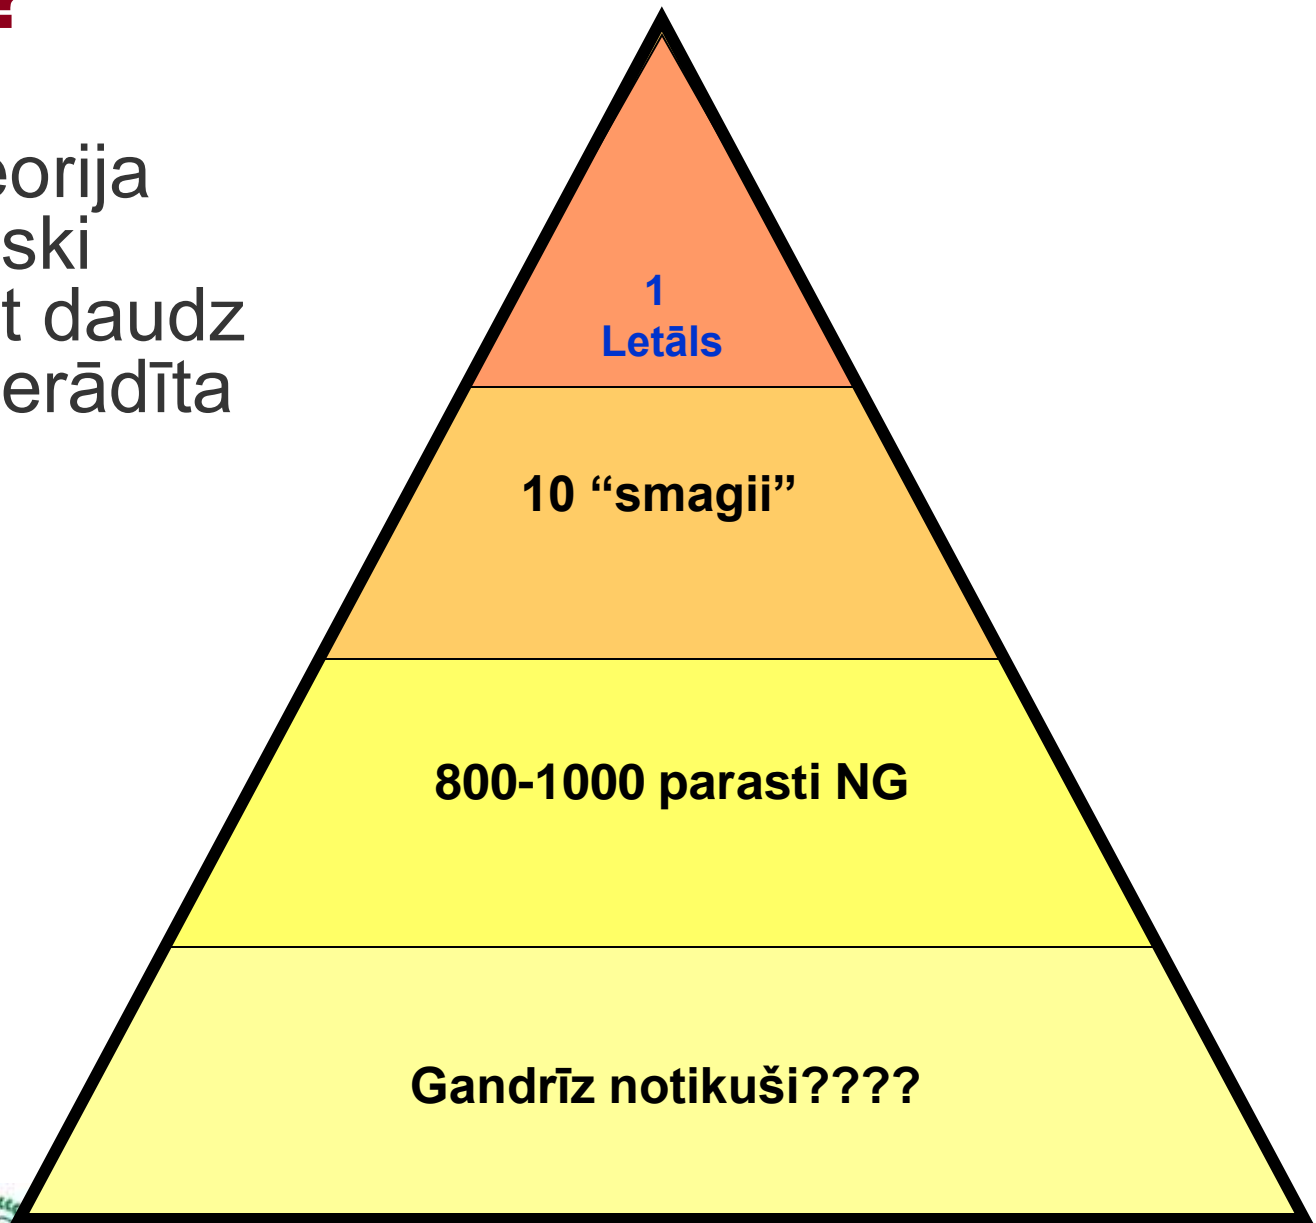 eorija
ski
t daudz
erādīta
1
Letāls
10 “smagii”
800-1000 parasti NG
Gandrīz notikuši????